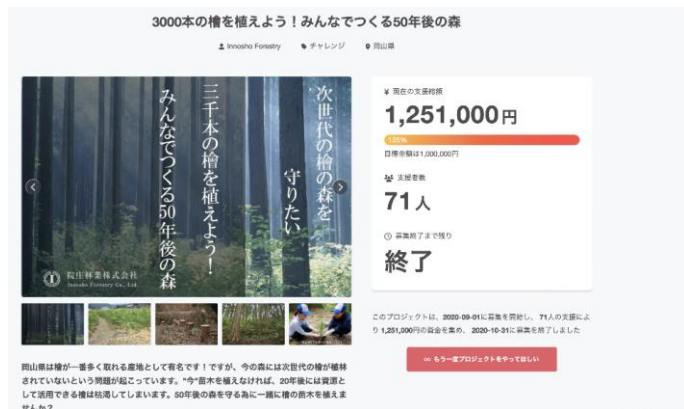 3000本の檜を植えよう！みんなでつくる50年後の森
Innosho Forestry チャレンジ 岡山県
次世代の檜の森を
守りたい
三千本の檜を植えよう！
みんなでつくる50年後の森
院庄林業株式会社
Innosho Forestry Co., Ltd.
現在の支援総額
1,251,000円
125%
目標金額は1,000,000円
支援者数
71人
募集終了まで残り
終了
このプロジェクトは、2020-09-01に募集を開始し、71人の支援によ
り1,251,000円の資金を集め、2020-10-31に募集を終了しました
もう一度プロジェクトをやってほしい
岡山県は檜が一番多く取れる産地として有名です！ですが、今の森には次世代の檜が植林
されていないという問題が起こっています。"今"苗木を植えなければ、20年後には資源と
して活用できる檜は枯渇してしまいます。50年後の森を守る為に一緒に檜の苗木を植えま
せんか？